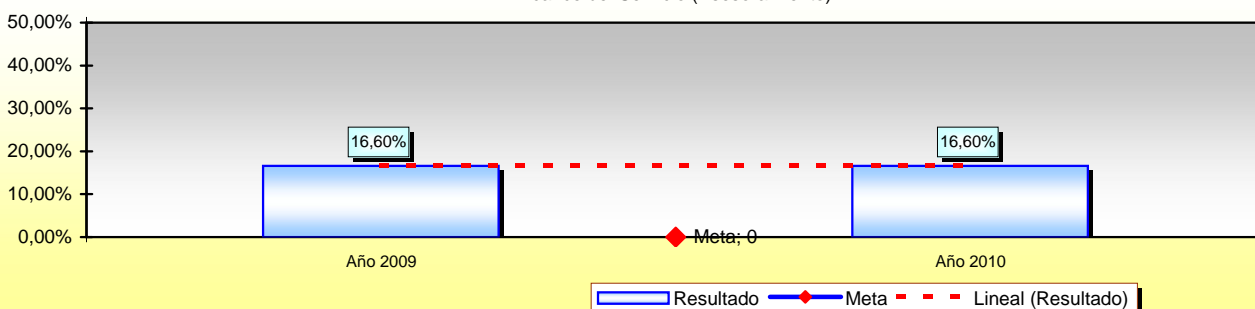 50,00%
40,00%
30,00%
20,00%
10,00%
0,00%
16,60%
16,60%
Meta; 0
Año 2009
Año 2010
Resultado
Meta
Lineal (Resultado)